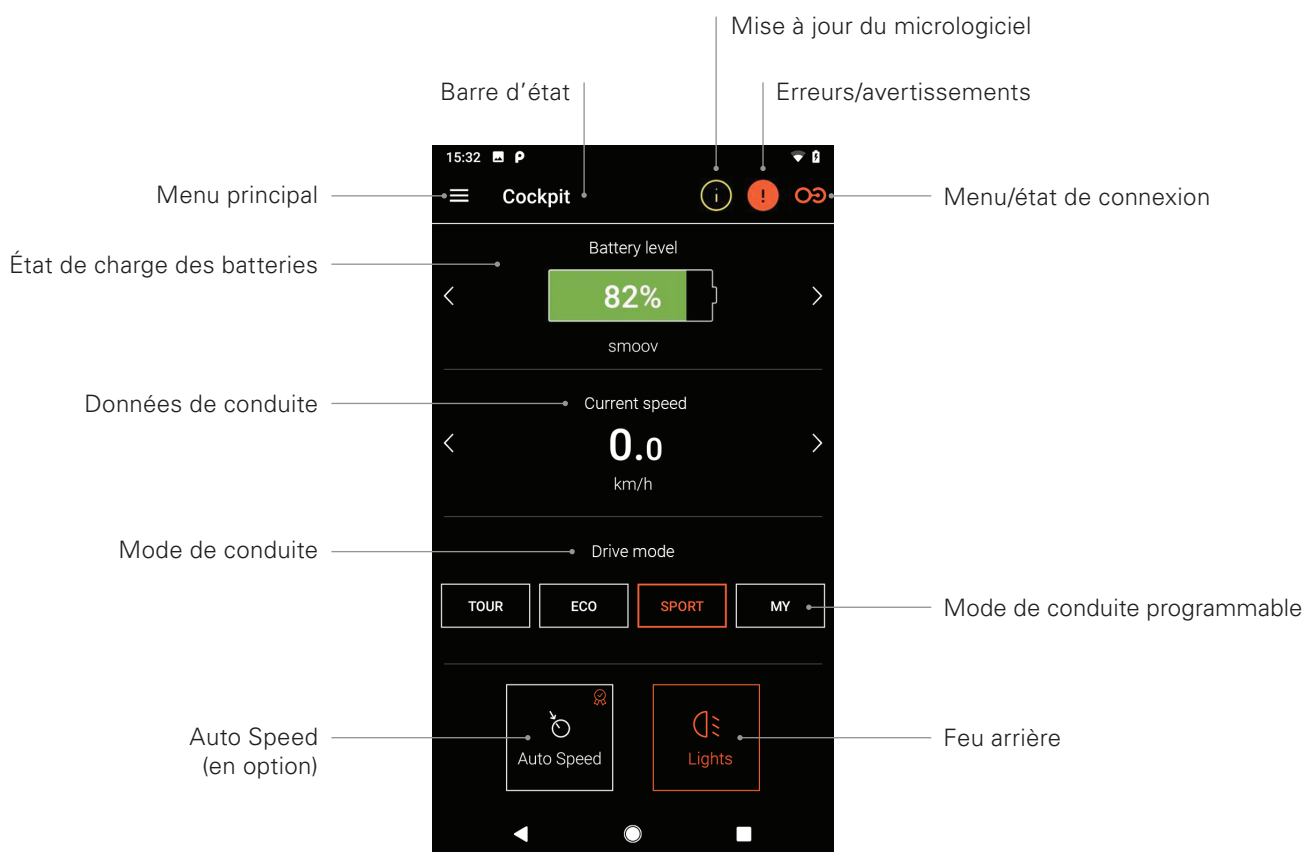 Mise à jour du micrologiciel
Barre d'état
Erreurs/avertissements
15:32
Menu principal
Cockpit
i
!
Menu/état de connexion
État de charge des batteries
Battery level
82%
smoov
Données de conduite
Current speed
0.0
km/h
Mode de conduite
Drive mode
TOUR
ECO
SPORT
MY
Mode de conduite programmable
Auto Speed
(en option)
Auto Speed
Lights
Feu arrière